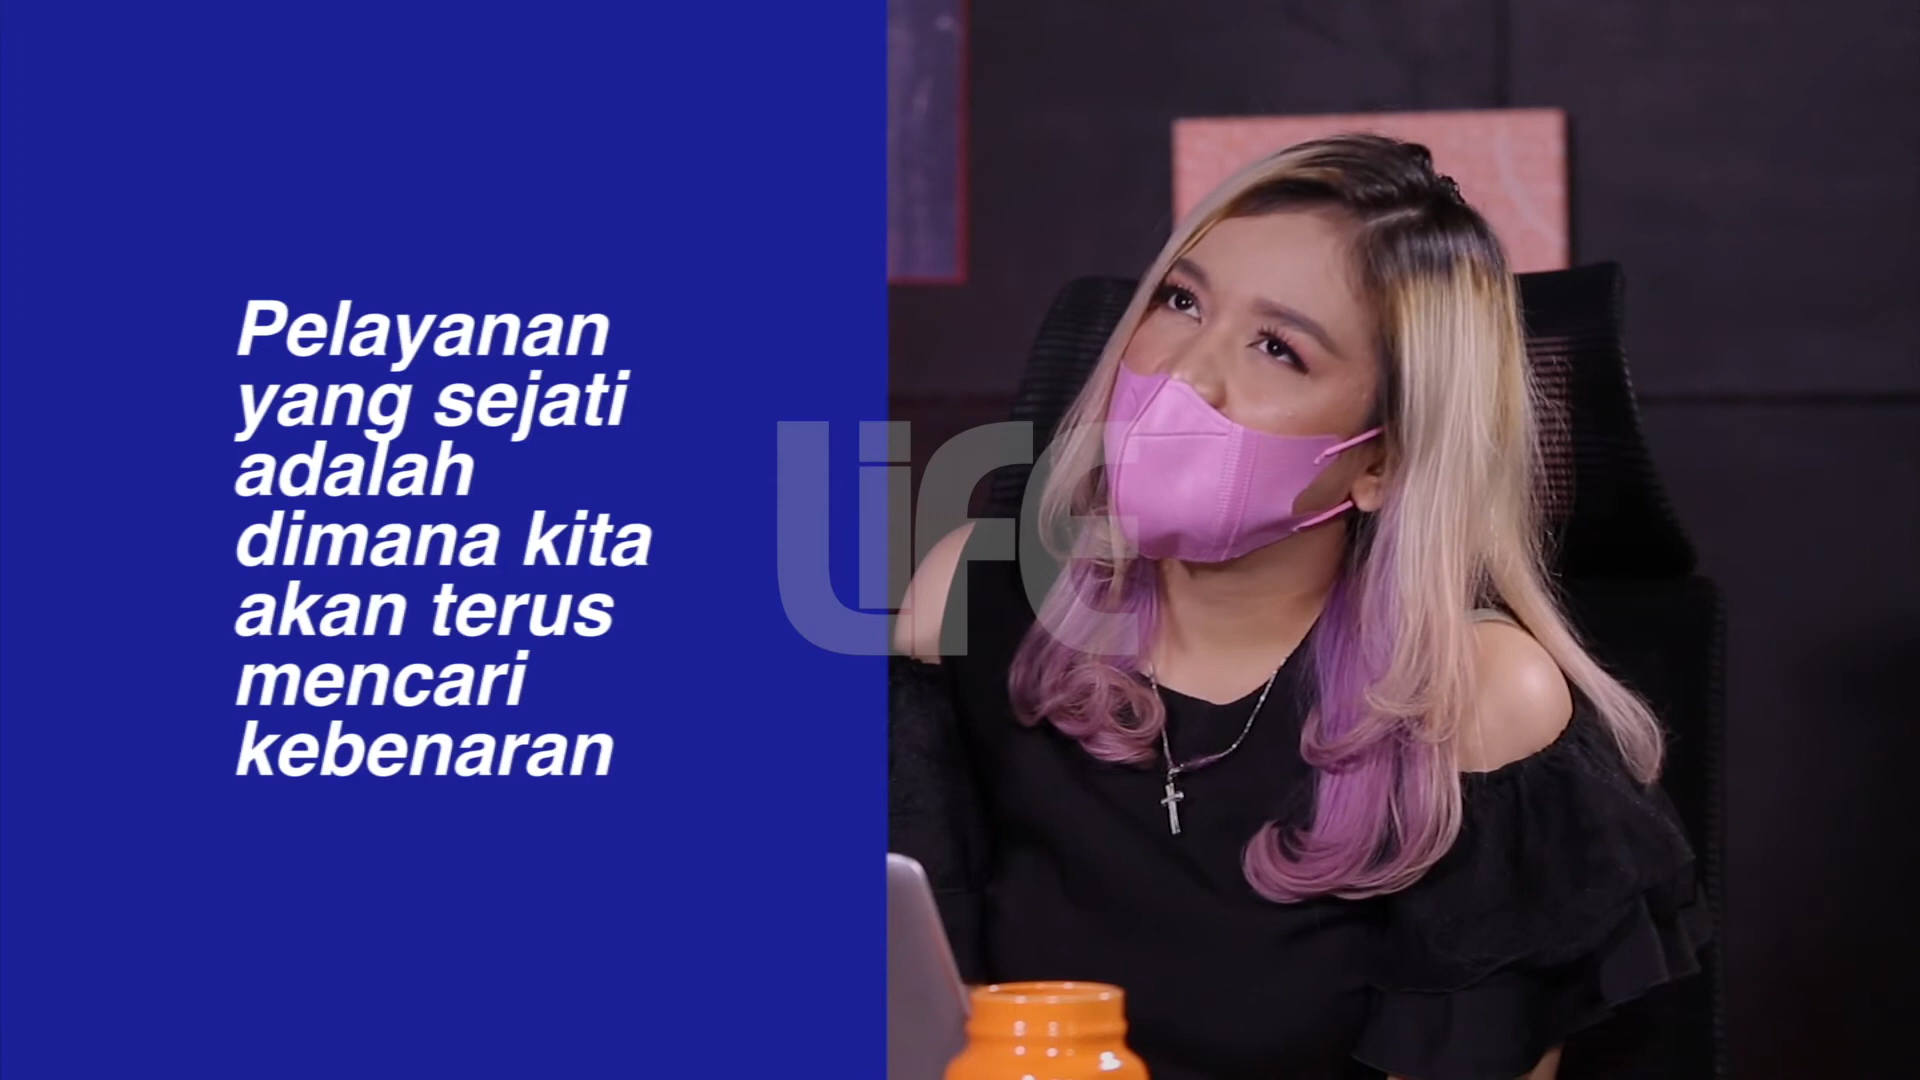 Pelayanan
yang sejati
adalah
dimana kita
akan terus
mencari
kebenaran
LIFE